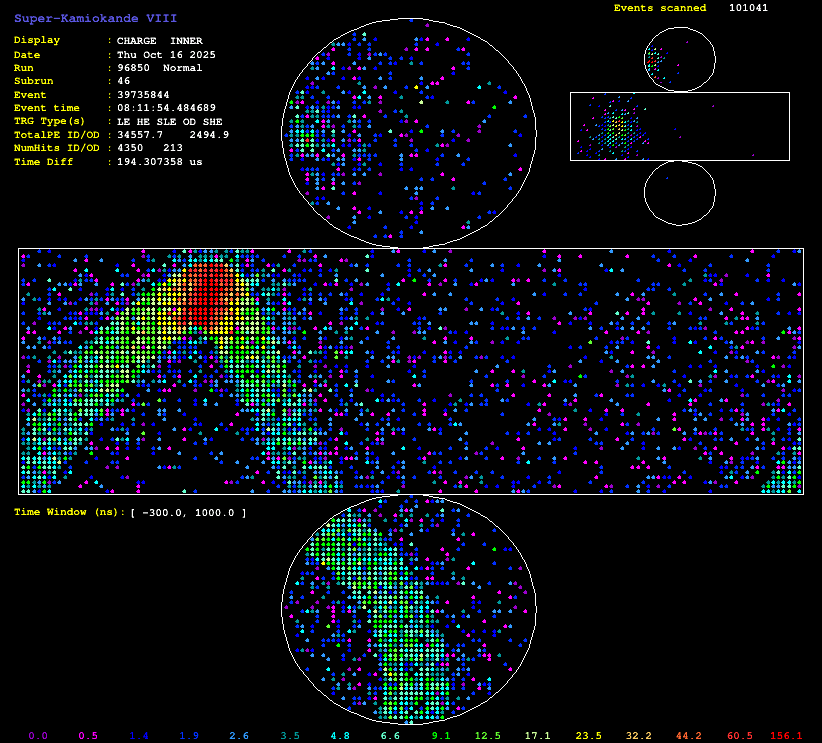 Super-Kamiokande VIII
Events scanned 101041
Display : CHARGE INNER
Date : Thu Oct 16 2025
Run : 96850 Normal
Subrun : 46
Event : 39735844
Event time : 08:11:54.484689
TRG Type(s) : LE HE SLE OD SHE
TotalPE ID/OD : 34557.7 2494.9
NumHits ID/OD : 4350 213
Time Diff : 194.307358 us
Time Window (ns): [ -300.0, 1000.0 ]
0.0 0.5 1.4 1.9 2.6 3.5 4.8 6.6 9.1 12.5 17.1 23.5 32.2 44.2 60.5 156.1